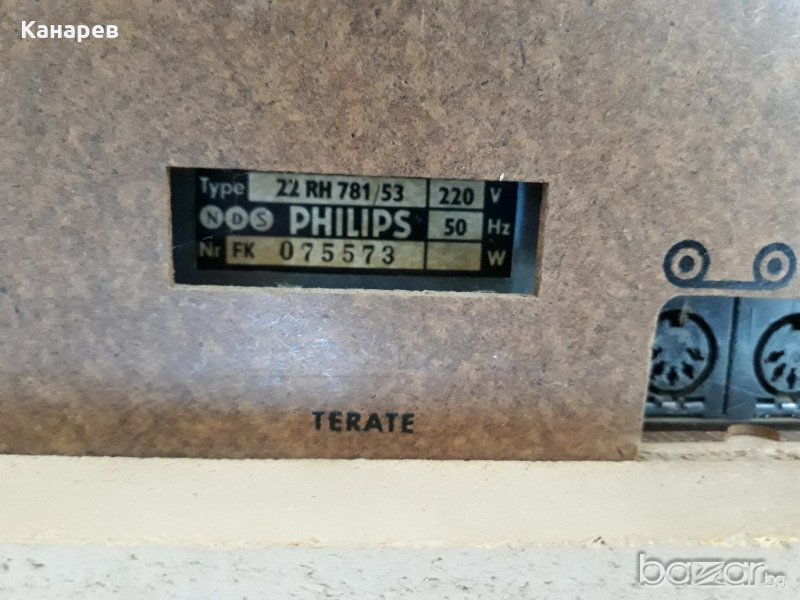 Канарев
Type 22 RH 781/53 220 V
NDS PHILIPS 50 Hz
Nr FK 075573 W
TERATE
bazar.bg